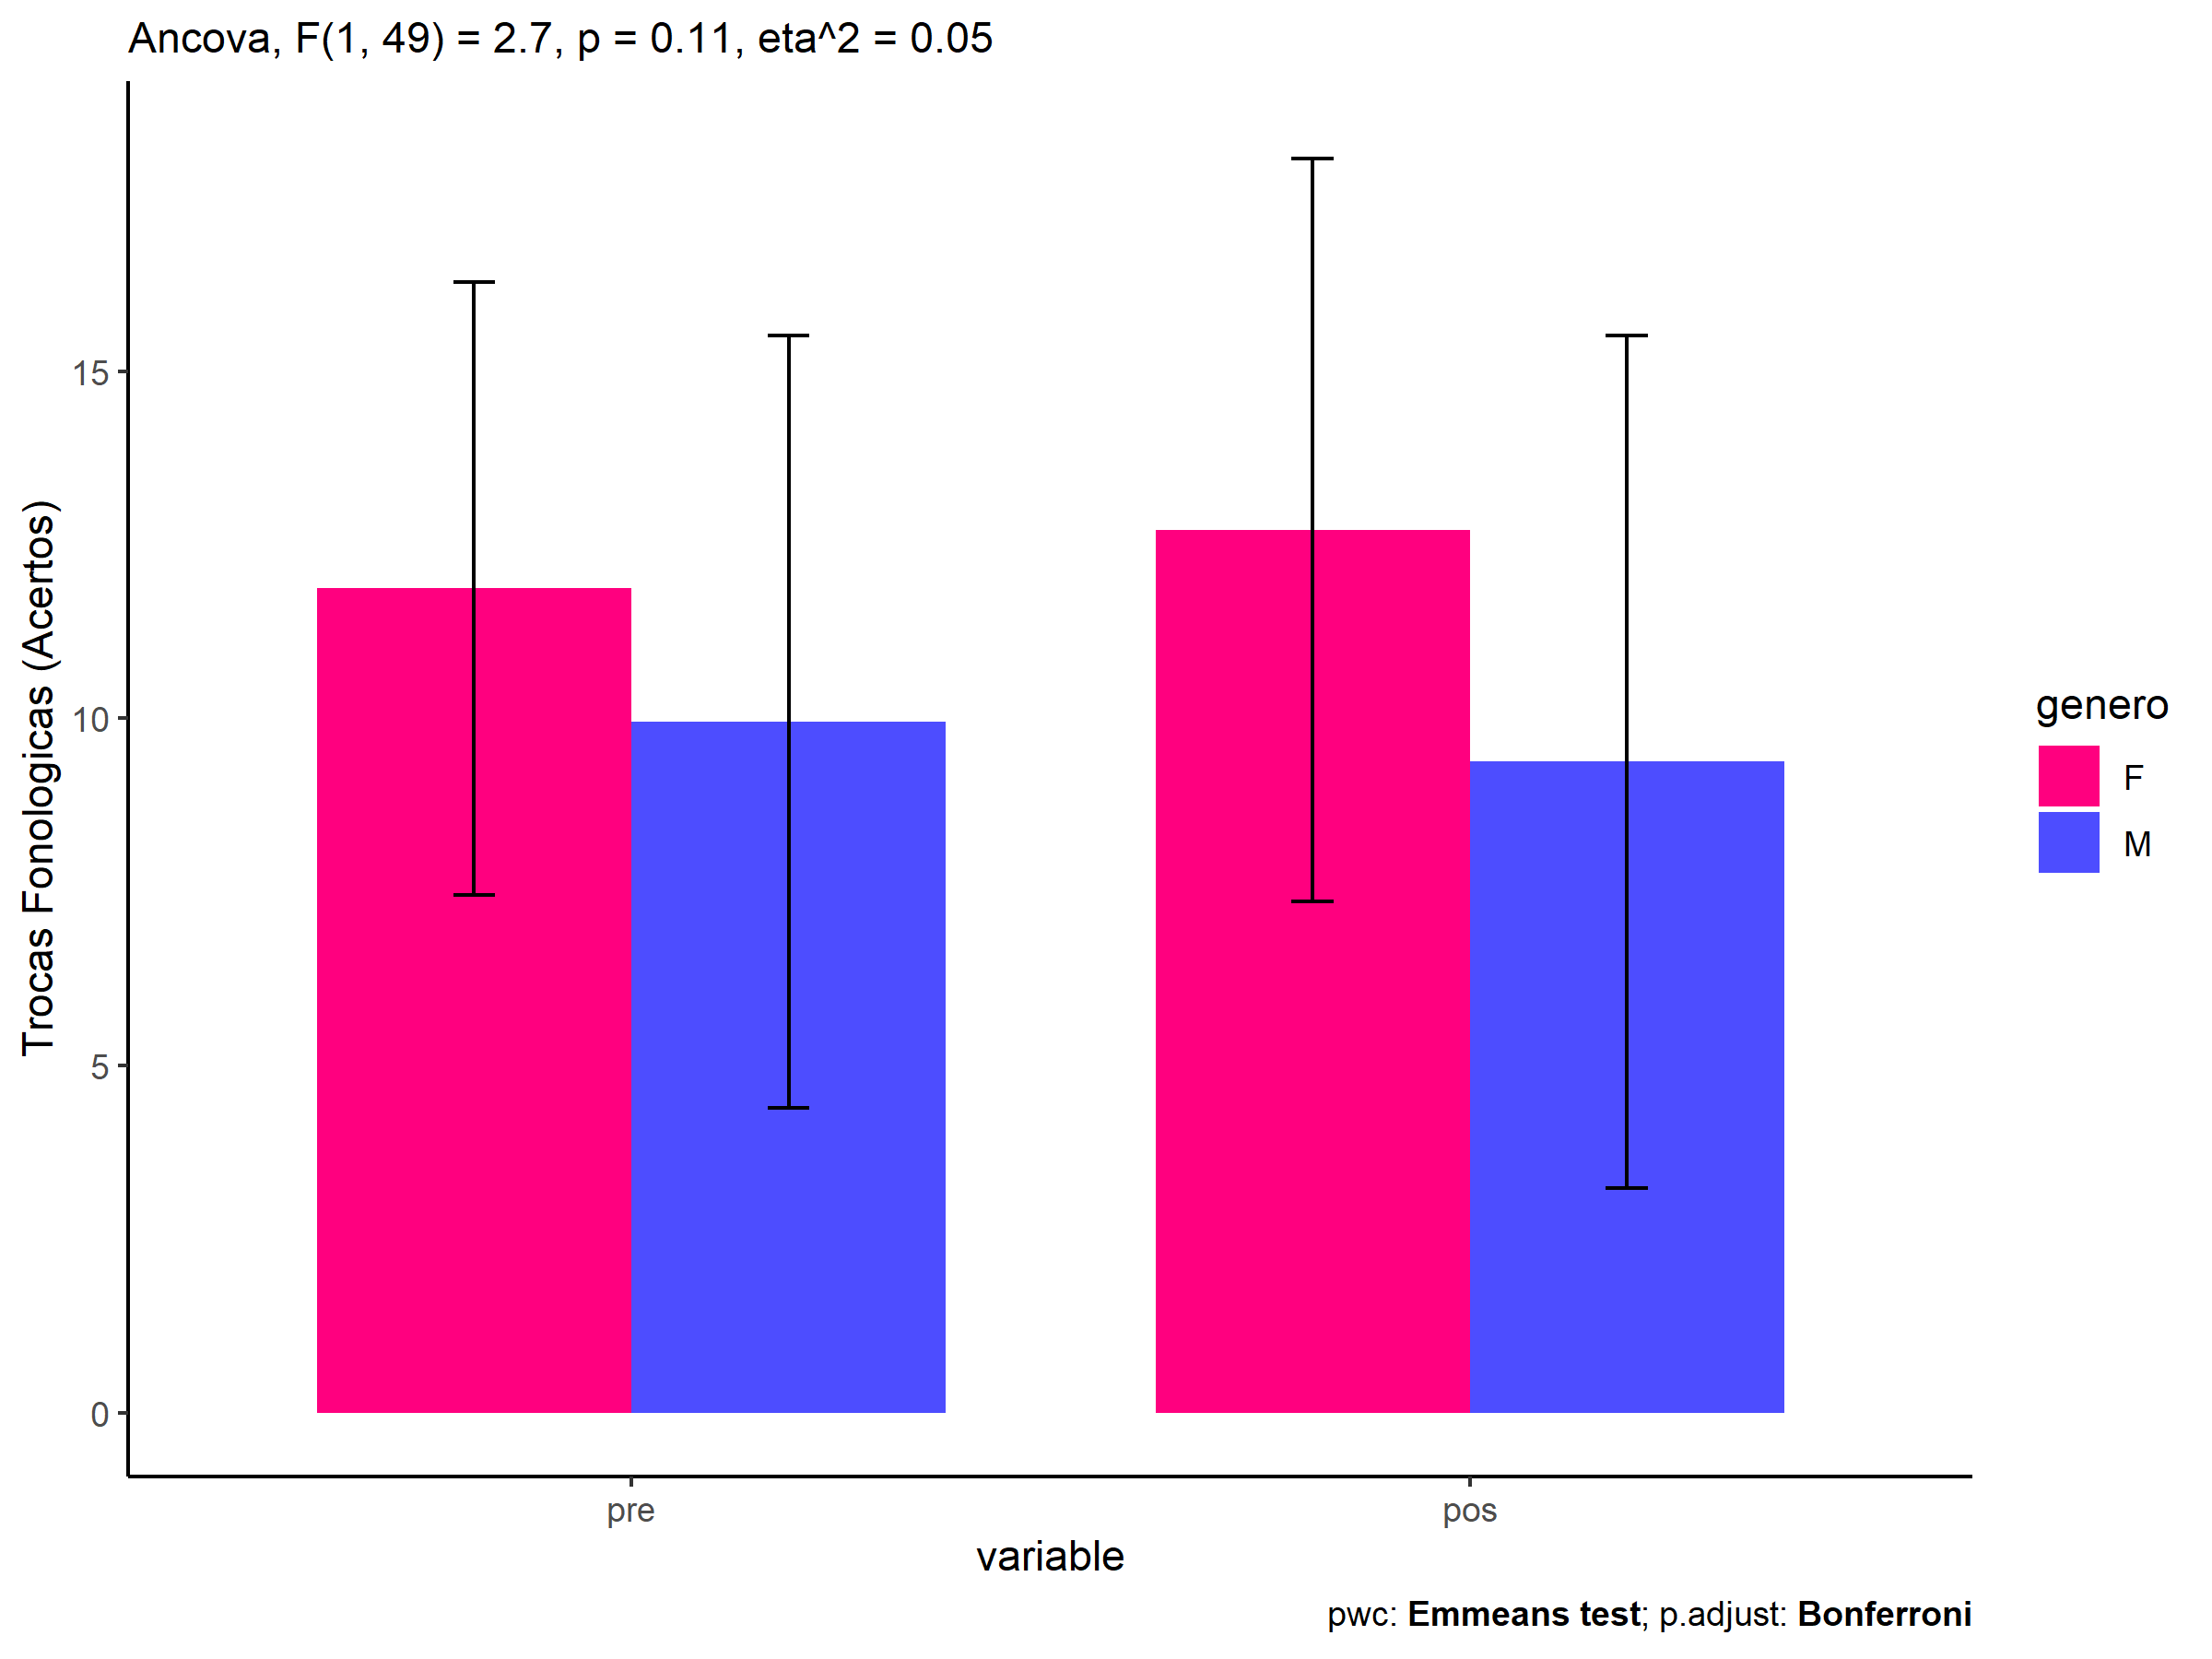 Ancova, F(1, 49) = 2.7, p = 0.11, eta^2 = 0.05
Trocas Fonologicas (Acertos)
15
10
5
0
pre
pos
variable
genero
F
M
pwc: Emmeans test; p.adjust: Bonferroni